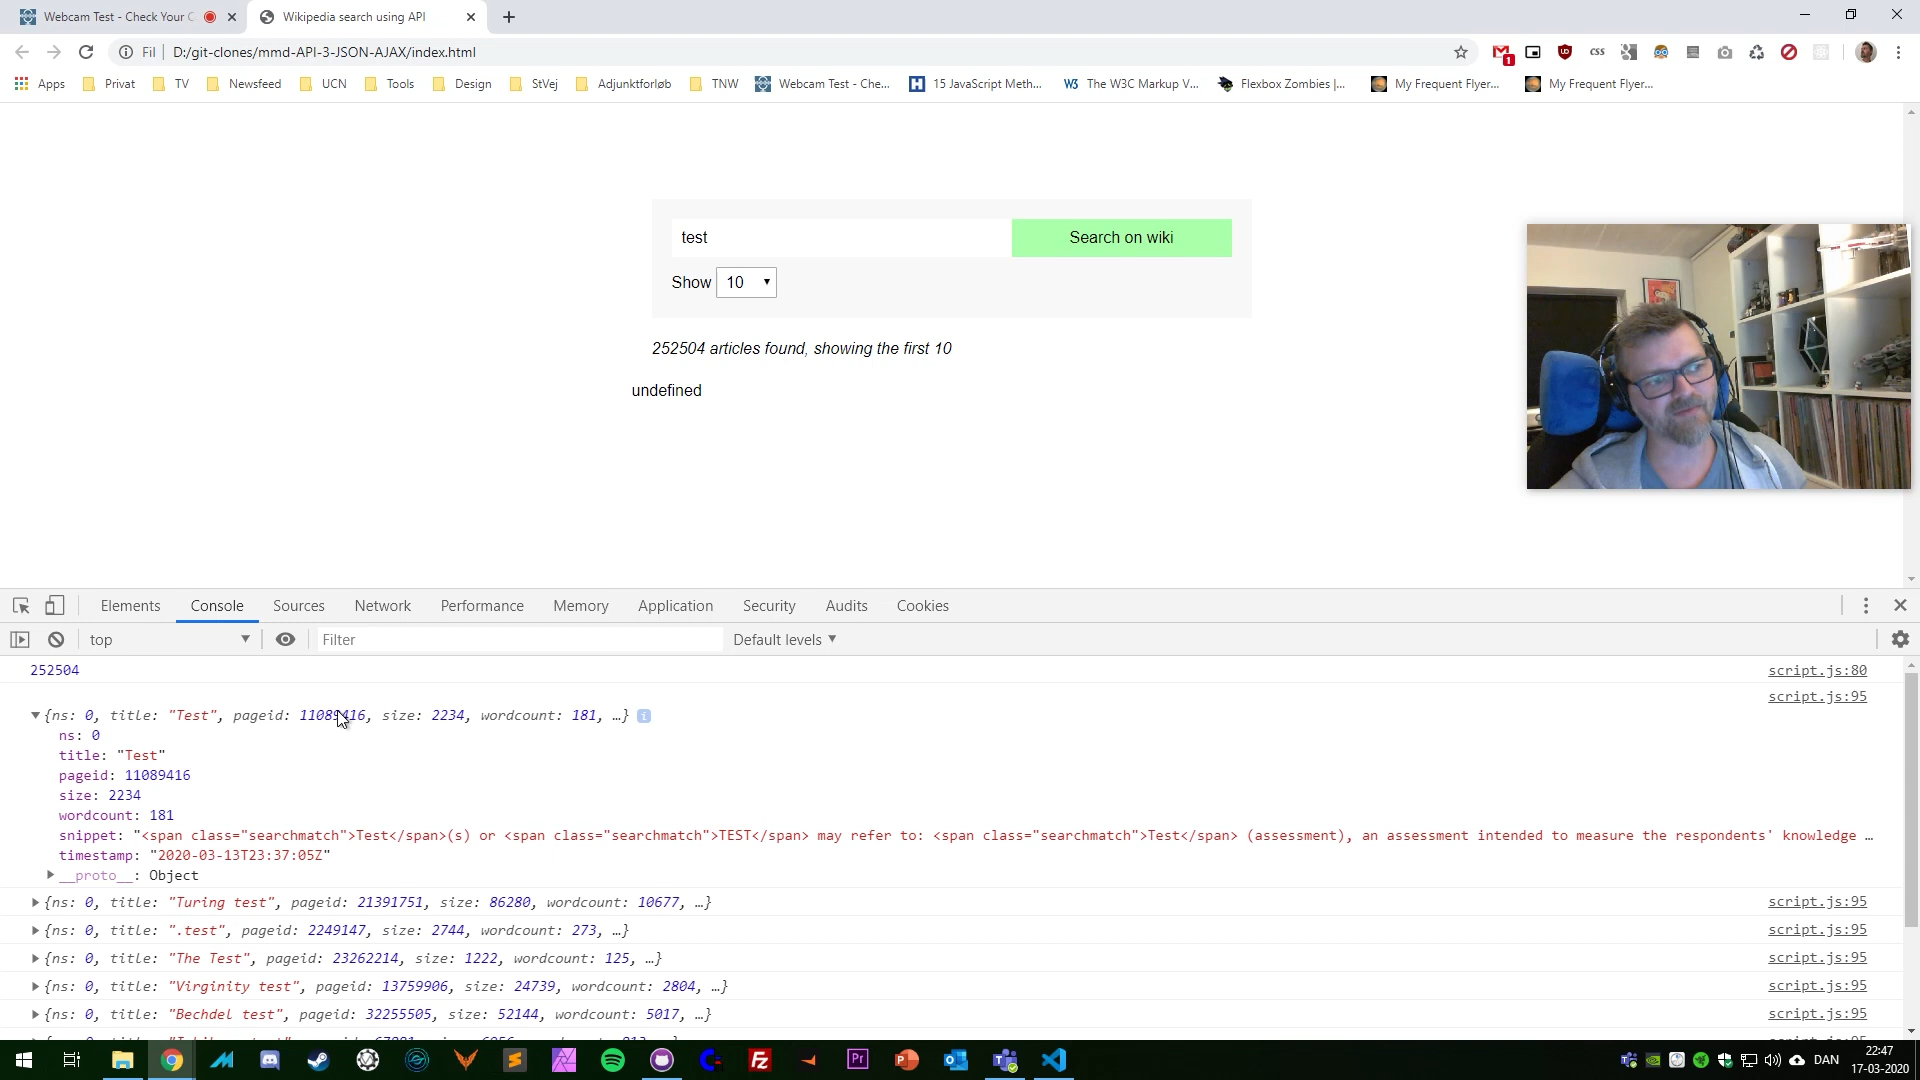 Webcam Test - Check Your C
Wikipedia search using API
Fil
D:/git-clones/mmd-API-3-JSON-AJAX/index.html
Apps
Privat
TV
Newsfeed
UCN
Tools
Design
StVej
Adjunktforløb
TNW
Webcam Test - Che...
15 JavaScript Meth...
The W3C Markup V...
Flexbox Zombies |...
My Frequent Flyer...
My Frequent Flyer...
test
Search on wiki
Show 10
252504 articles found, showing the first 10
undefined
Elements Console Sources Network Performance Memory Application Security Audits Cookies
top
Filter
Default levels
252504 script.js:80
script.js:95
{ns: 0, title: "Test", pageid: 11089416, size: 2234, wordcount: 181, …}
ns: 0
title: "Test"
pageid: 11089416
size: 2234
wordcount: 181
snippet: "<span class="searchmatch">Test</span>(s) or <span class="searchmatch">TEST</span> may refer to: <span class="searchmatch">Test</span> (assessment), an assessment intended to measure the respondents' knowledge …
timestamp: "2020-03-13T23:37:05Z"
__proto__: Object
{ns: 0, title: "Turing test", pageid: 21391751, size: 86280, wordcount: 10677, …} script.js:95
{ns: 0, title: ".test", pageid: 2249147, size: 2744, wordcount: 273, …} script.js:95
{ns: 0, title: "The Test", pageid: 23262214, size: 1222, wordcount: 125, …} script.js:95
{ns: 0, title: "Virginity test", pageid: 13759906, size: 24739, wordcount: 2804, …} script.js:95
{ns: 0, title: "Bechdel test", pageid: 32255505, size: 52144, wordcount: 5017, …} script.js:95
DAN
22:47
17-03-2020